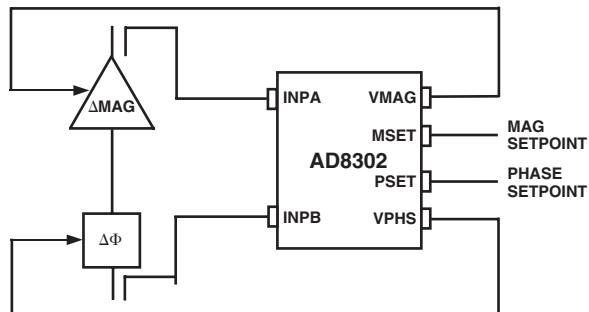 ΔMAG
INPA
VMAG
MSET
MAG
SETPOINT
AD8302
PSET
PHASE
SETPOINT
INPB
VPHS
ΔΦ